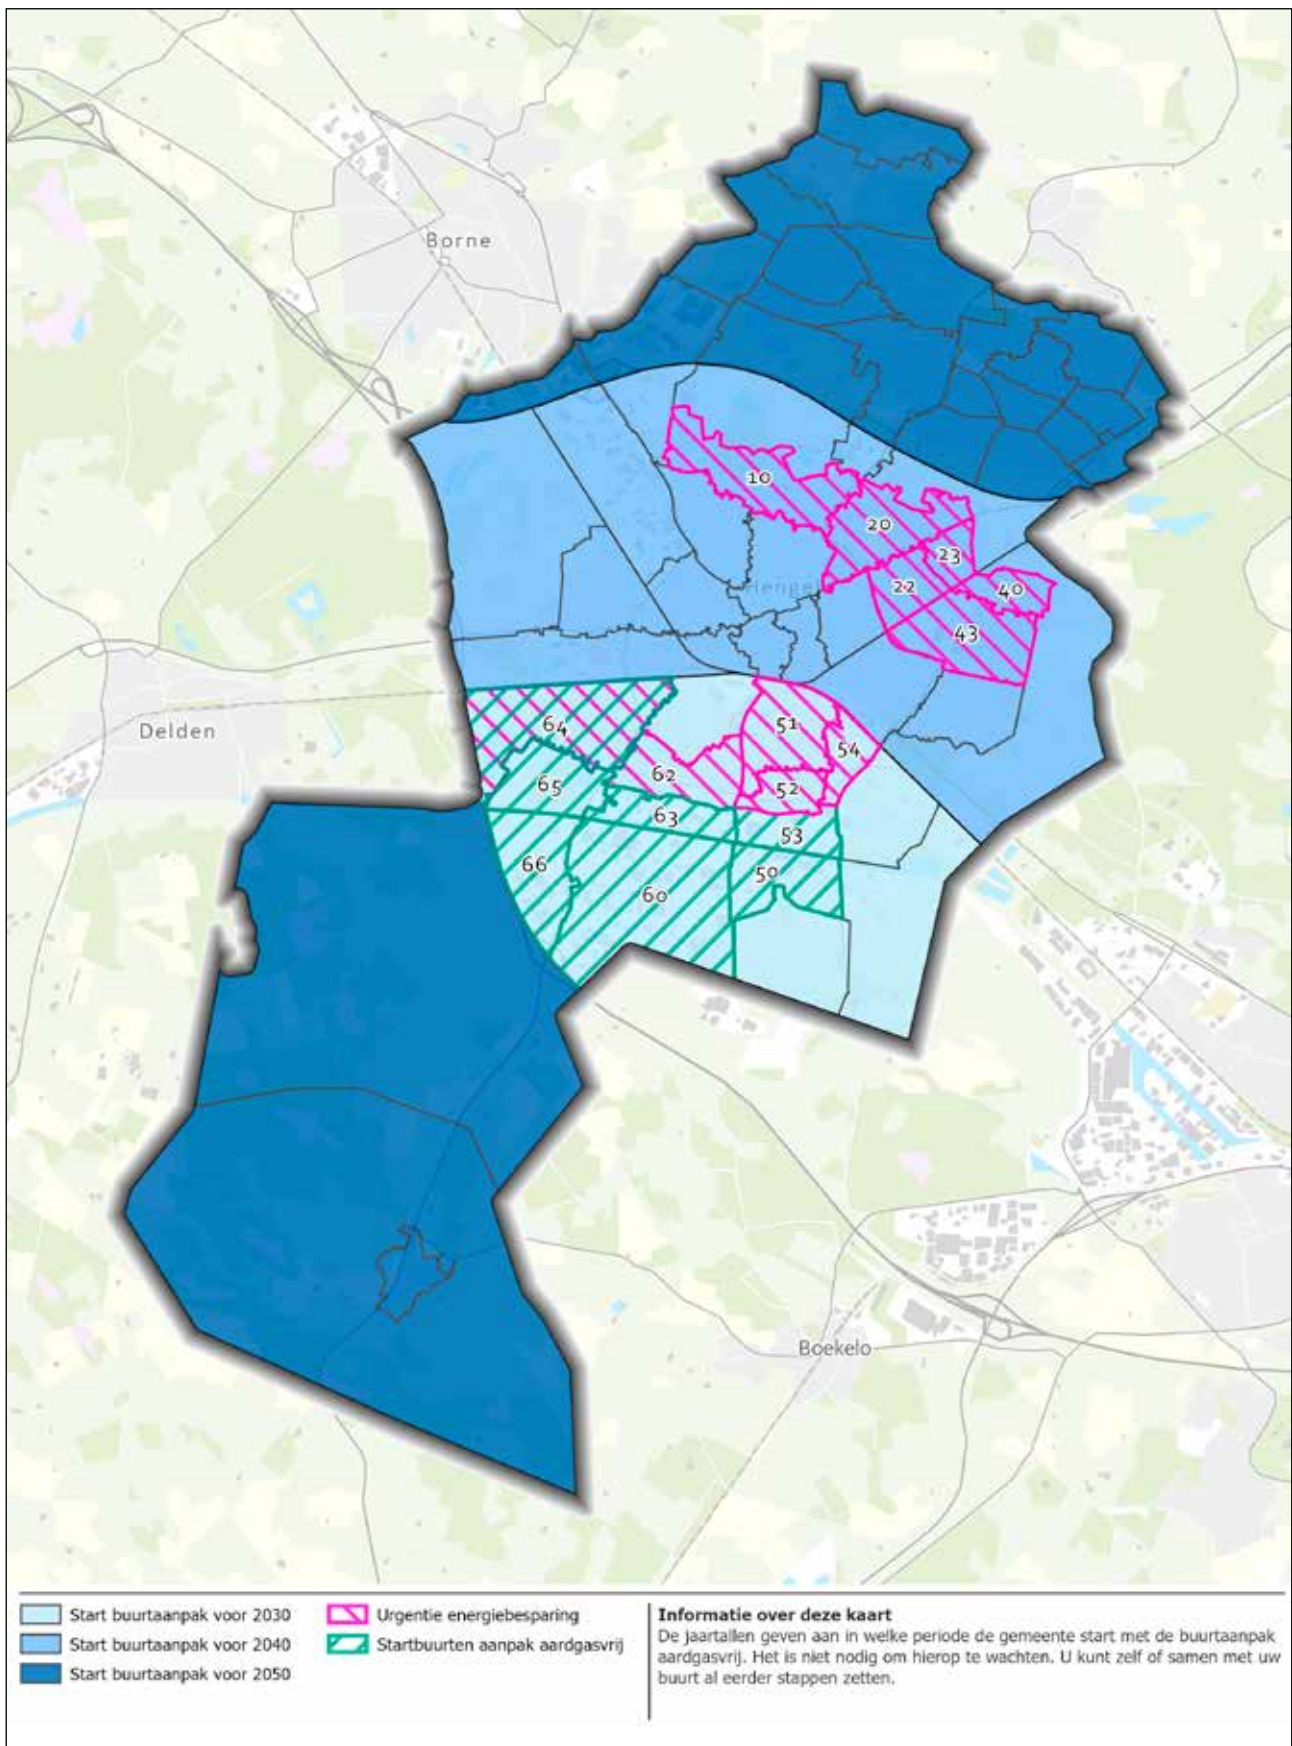 Borne
10
20
23
Hengel
22
40
43
Delden
64
51
54
62
65
52
63
53
66
50
60
Boekelo
Start buurtaanpak voor 2030
Start buurtaanpak voor 2040
Start buurtaanpak voor 2050
Urgentie energiebesparing
Startbuurten aanpak aardgasvrij
Informatie over deze kaart
De jaartallen geven aan in welke periode de gemeente start met de buurtaanpak
aardgasvrij. Het is niet nodig om hierop te wachten. U kunt zelf of samen met uw
buurt al eerder stappen zetten.